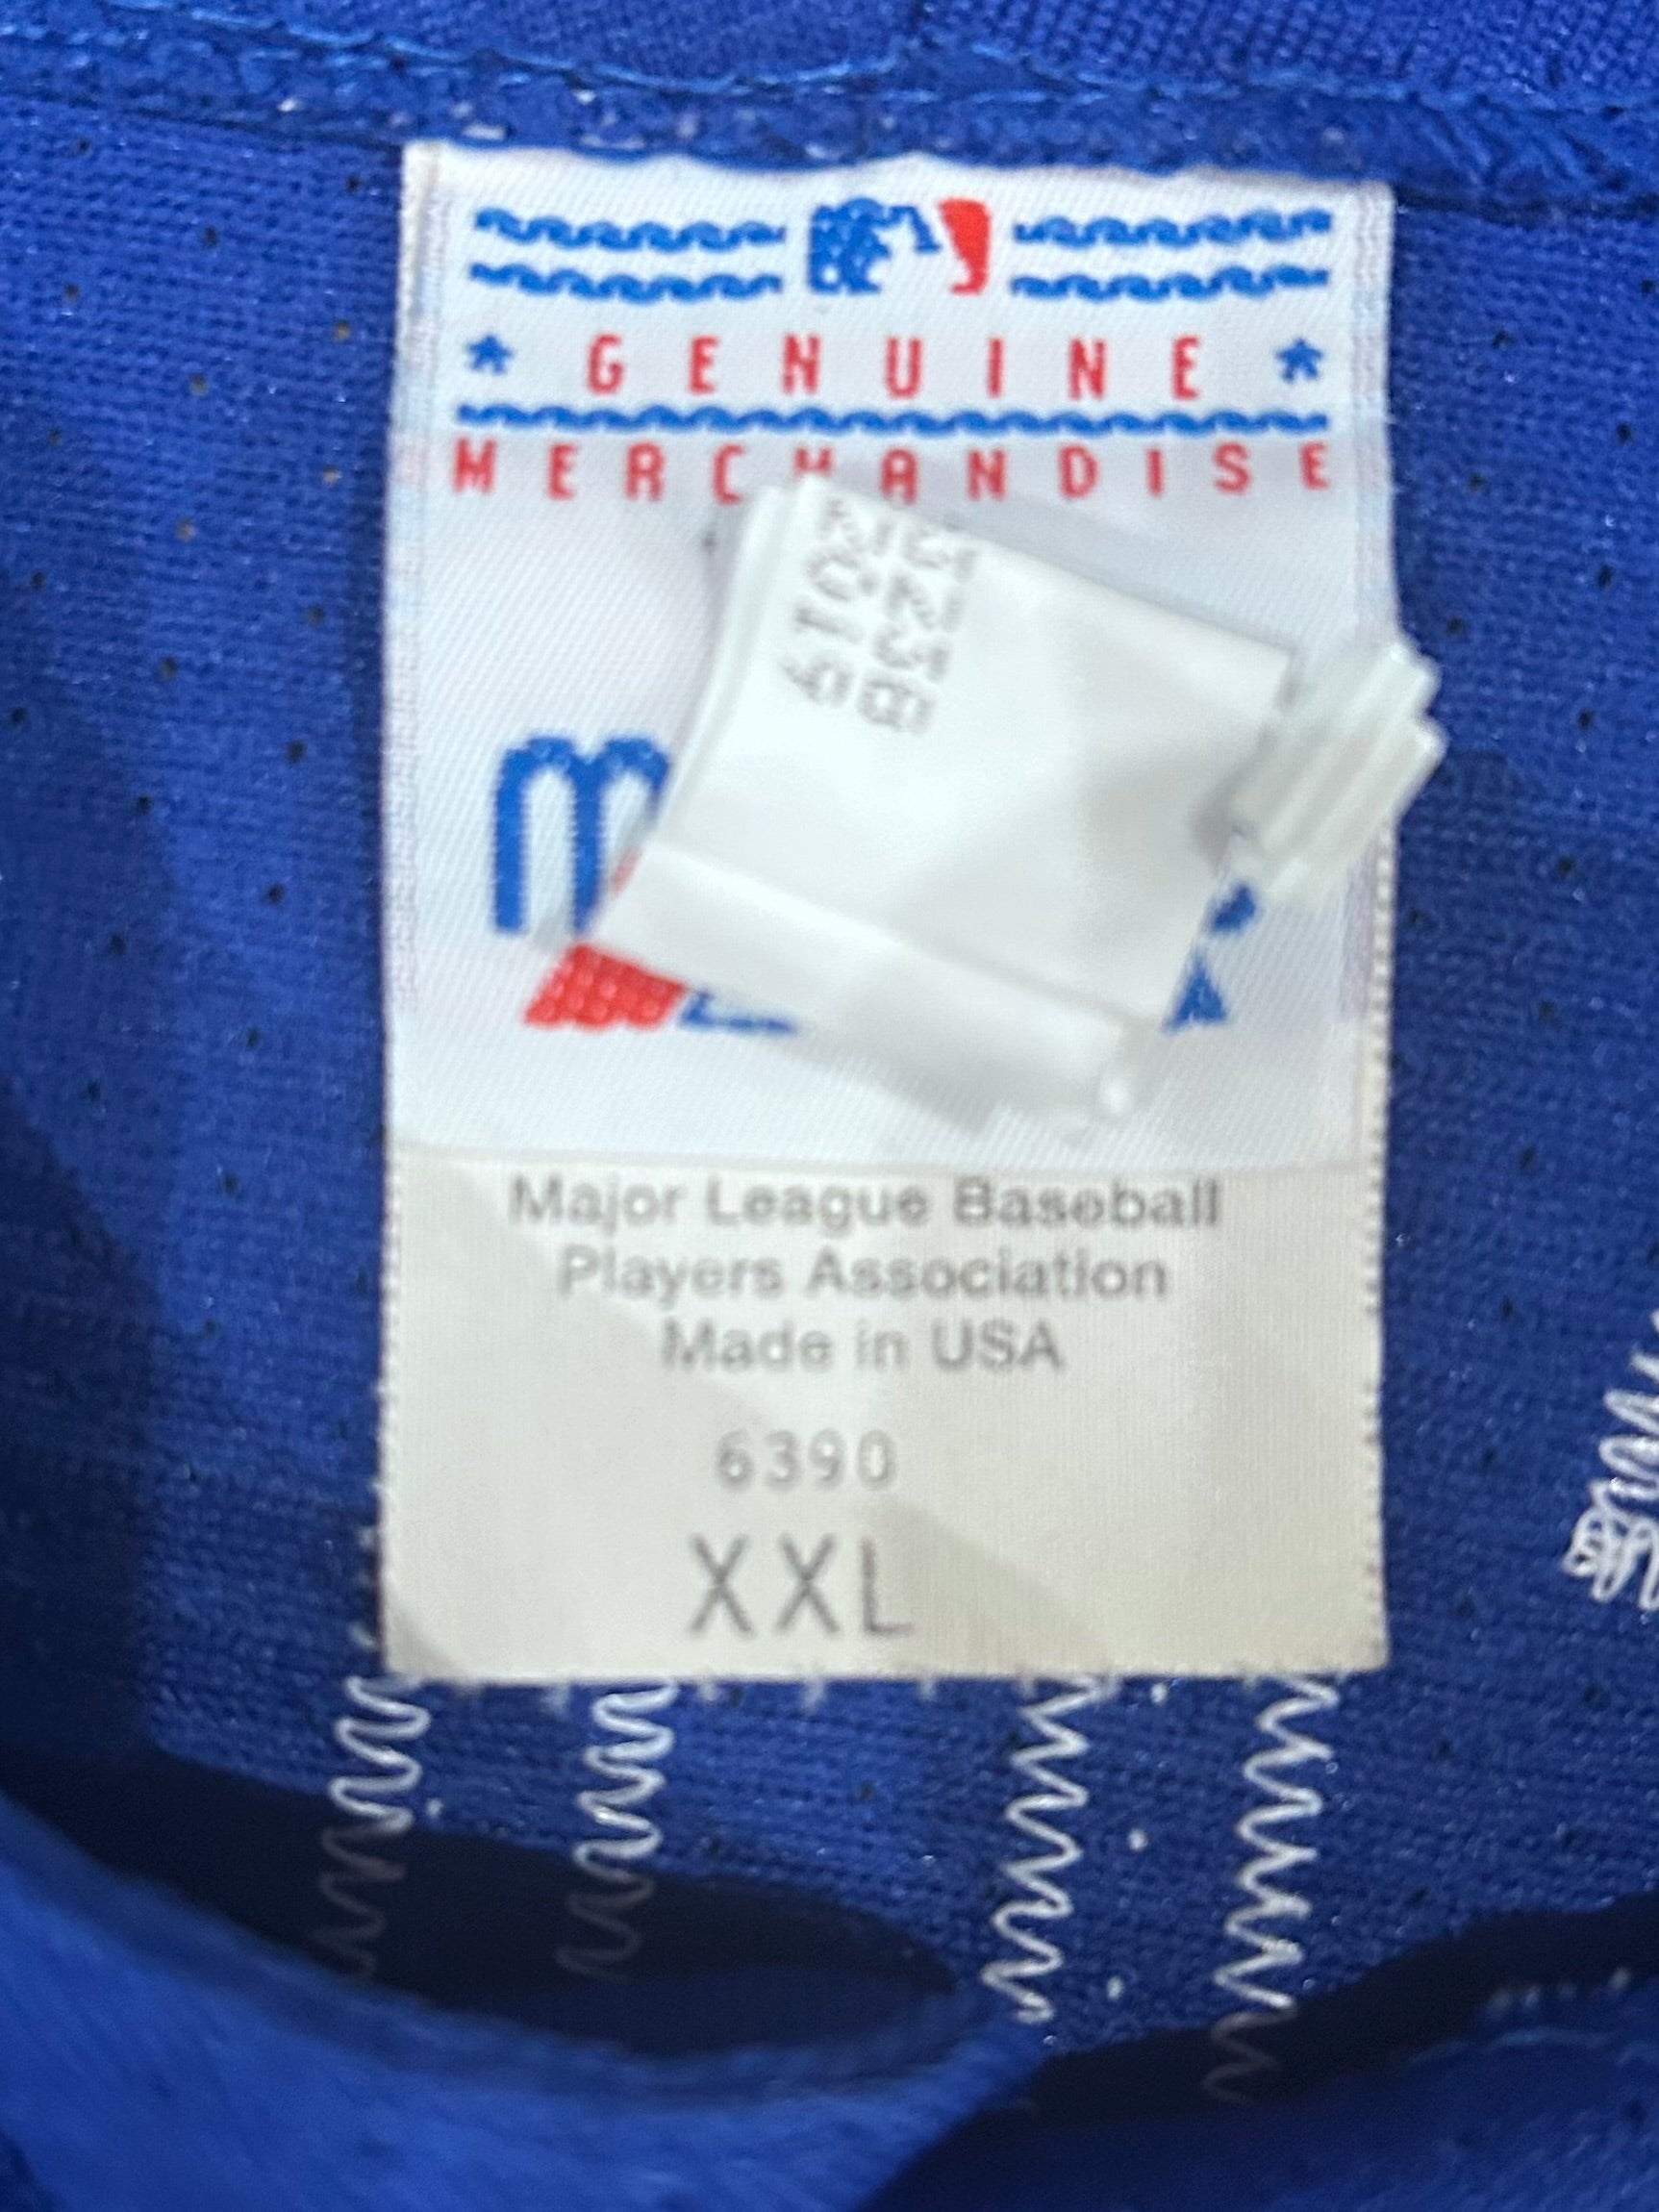 GENUINE
MERCHANDISE
Major League Baseball
Players Association
Made in USA
6390
XXL